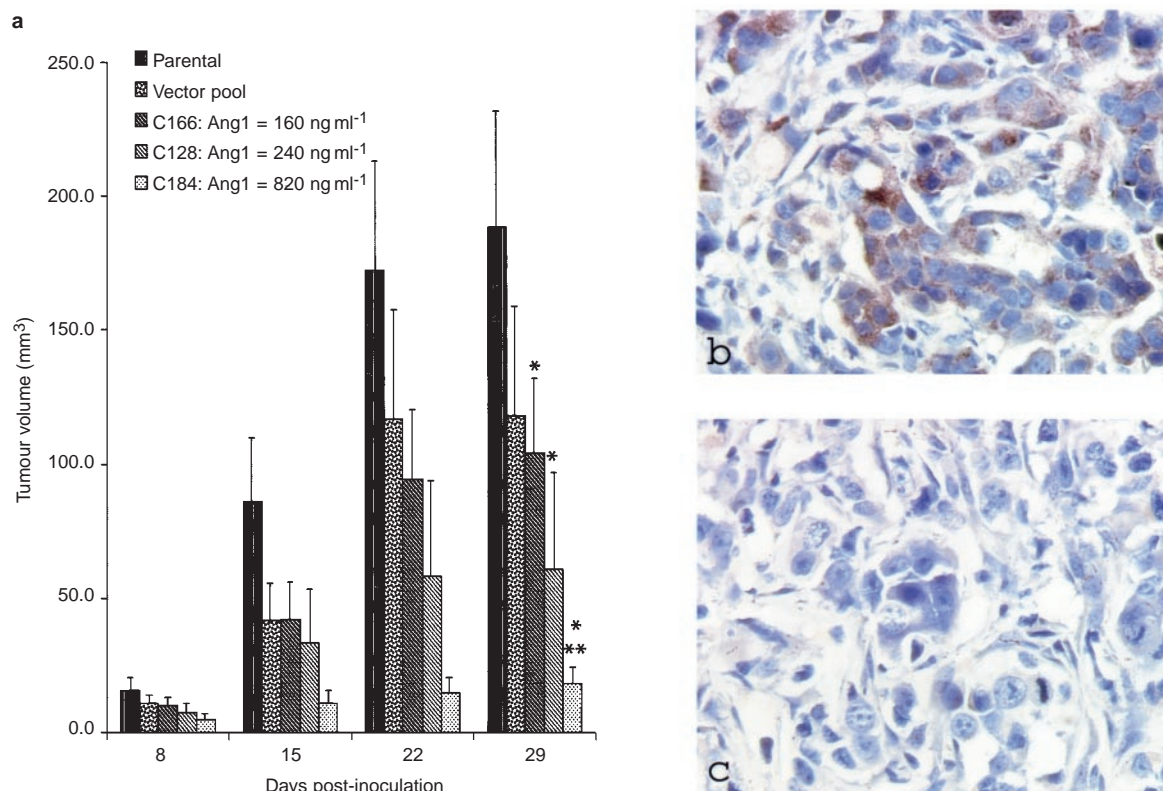 a
250.0
200.0
150.0
100.0
50.0
0.0
Tumour volume (mm³)
Parental
Vector pool
C166: Ang1 = 160 ng ml⁻¹
C128: Ang1 = 240 ng ml⁻¹
C184: Ang1 = 820 ng ml⁻¹
*
*
*
**
8 15 22 29
Days post-inoculation
b
c